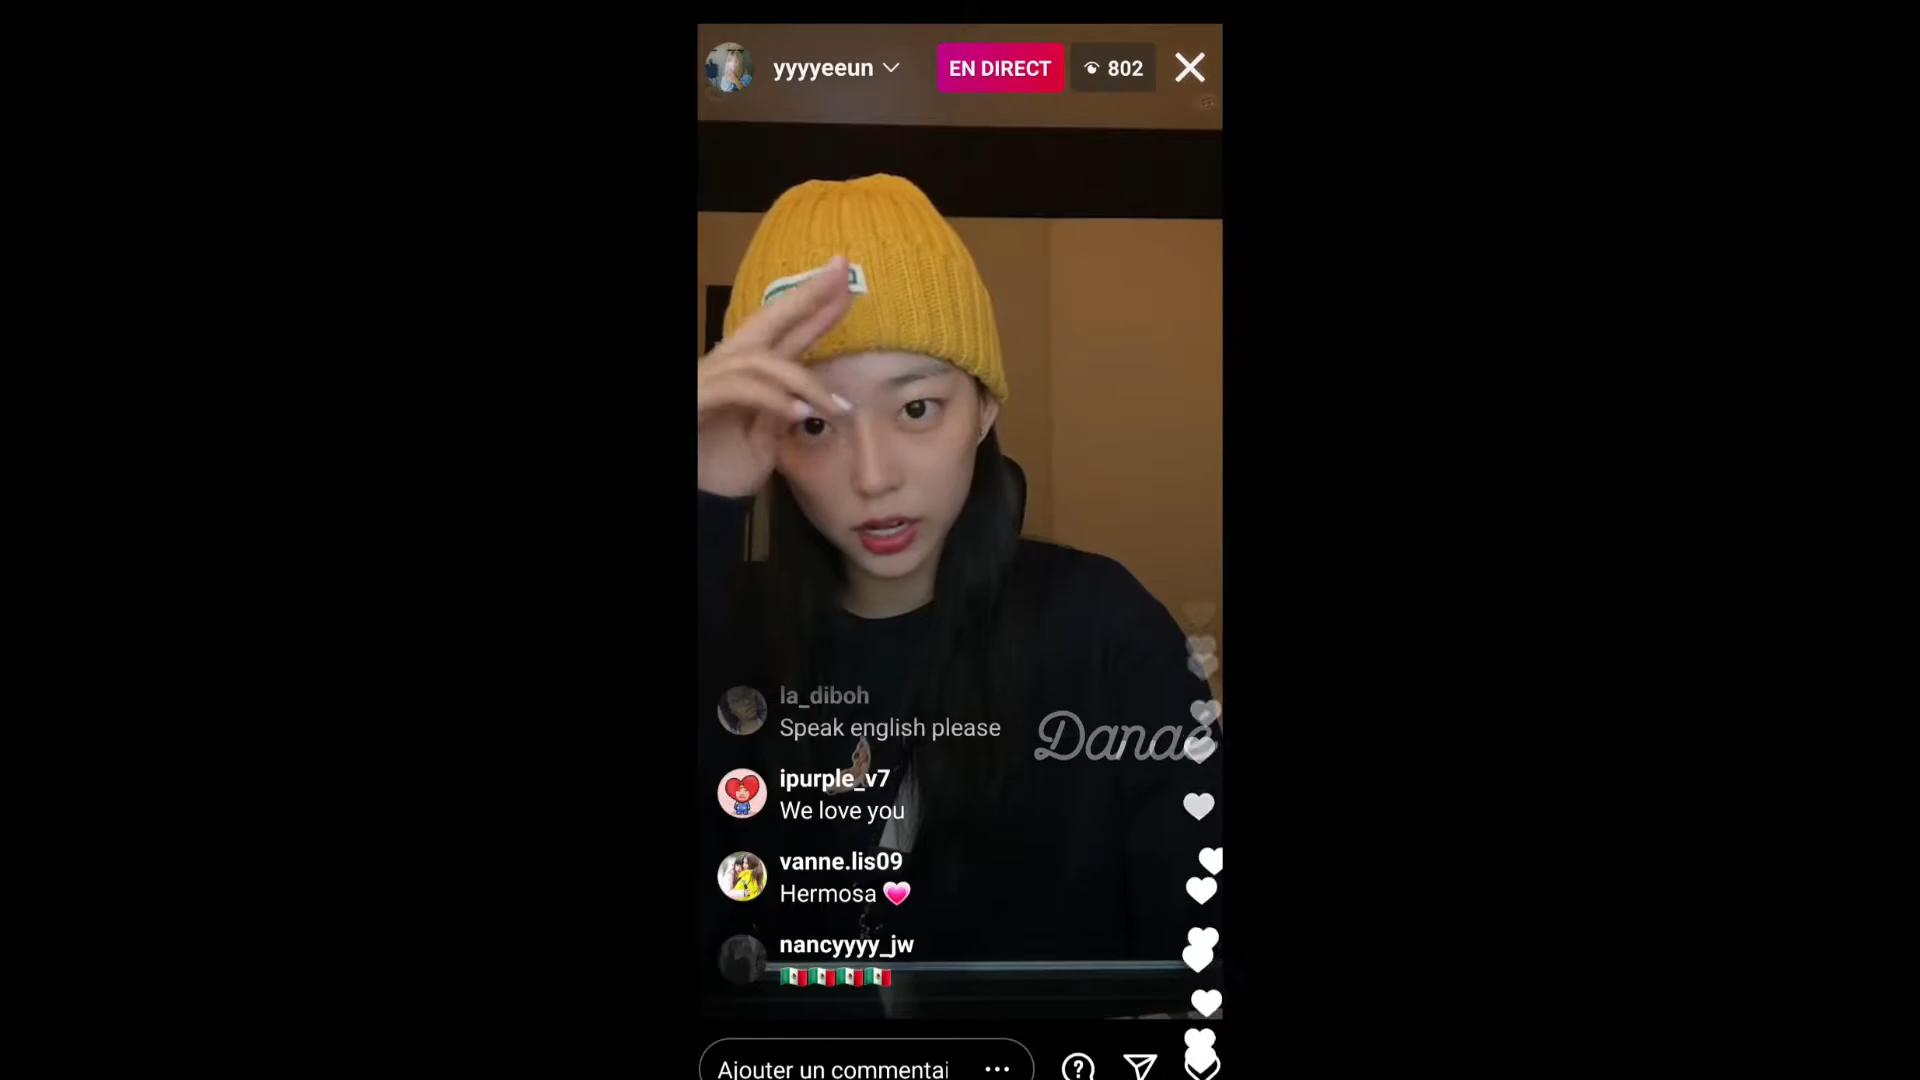 yyyyeeun
EN DIRECT
802
la_diboh
Speak english please
Danae
ipurple_v7
We love you
vanne.lis09
Hermosa
nancyyyy_jw
Ajouter un commentai